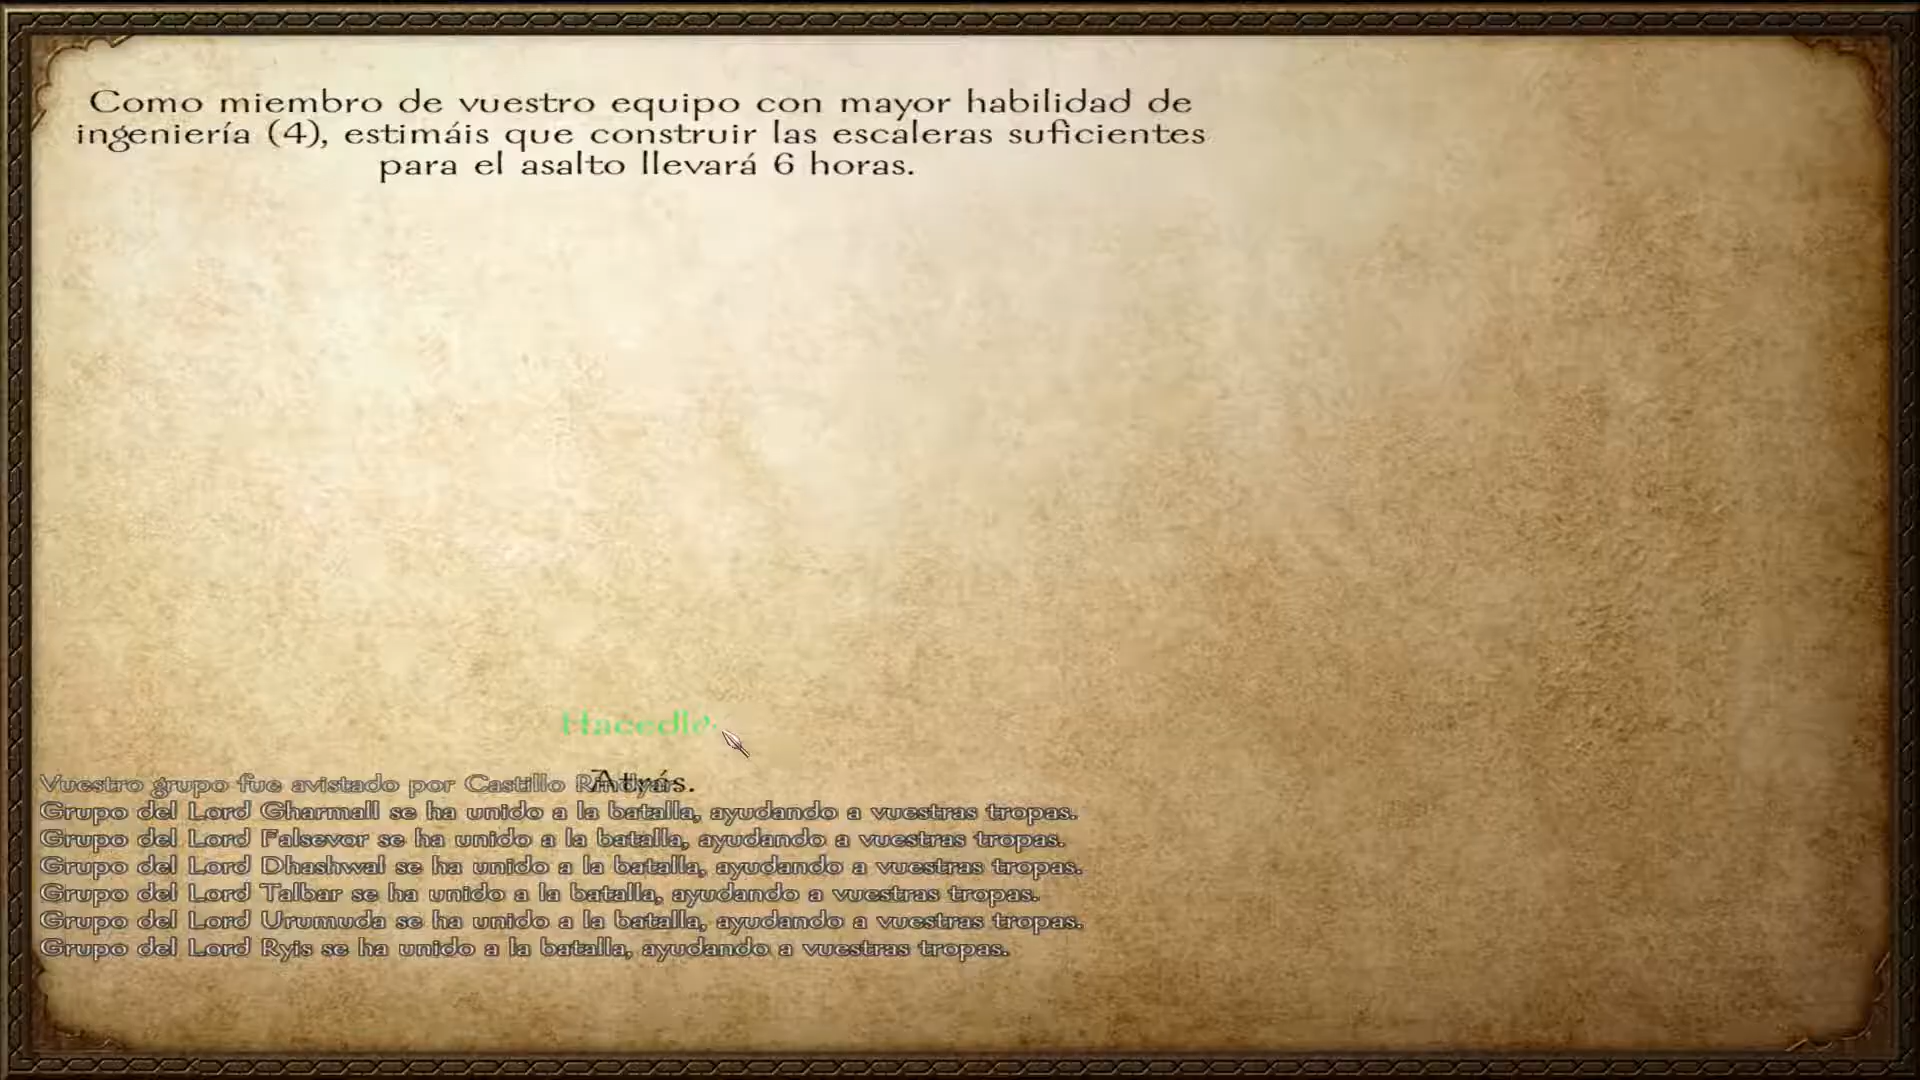 Como miembro de vuestro equipo con mayor habilidad de
ingeniería (4), estimáis que construir las escaleras suficientes
para el asalto llevará 6 horas.
Hacedlo.
Atrás.
Vuestro grupo fue avistado por Castillo
Grupo del Lord Gharmall se ha unido a la batalla, ayudando a vuestras tropas.
Grupo del Lord Falsevor se ha unido a la batalla, ayudando a vuestras tropas.
Grupo del Lord Dhashwal se ha unido a la batalla, ayudando a vuestras tropas.
Grupo del Lord Talbar se ha unido a la batalla, ayudando a vuestras tropas.
Grupo del Lord Urumuda se ha unido a la batalla, ayudando a vuestras tropas.
Grupo del Lord Ryis se ha unido a la batalla, ayudando a vuestras tropas.